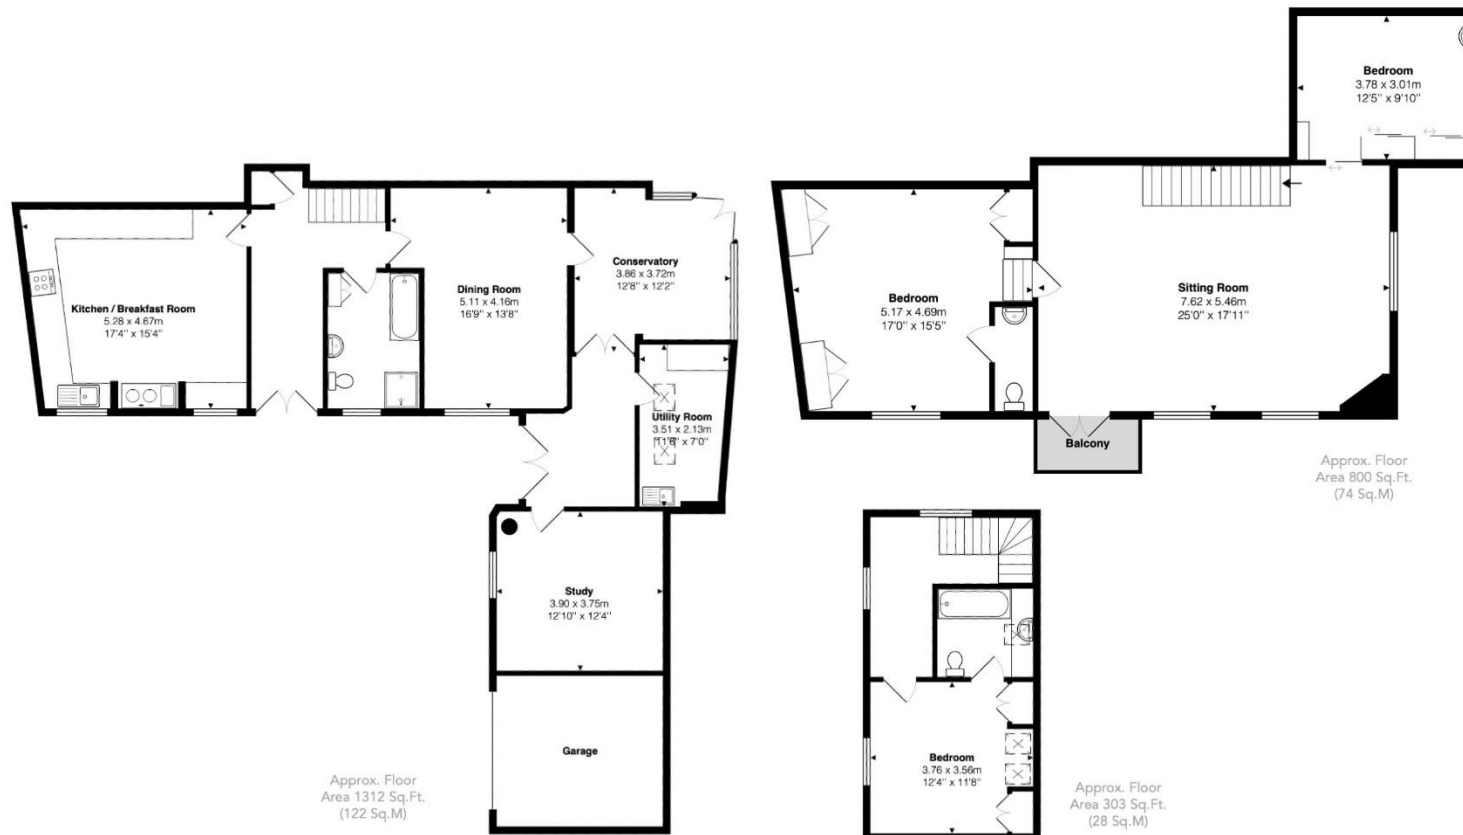 Kitchen / Breakfast Room
5.28 x 4.67m
17'4" x 15'4"
Dining Room
5.11 x 4.16m
16'9" x 13'8"
Conservatory
3.86 x 3.72m
12'8" x 12'2"
Utility Room
3.51 x 2.13m
11'6" x 7'0"
Study
3.90 x 3.75m
12'10" x 12'4"
Garage
Approx. Floor
Area 1312 Sq.Ft.
(122 Sq.M)
Bedroom
3.78 x 3.01m
12'5" x 9'10"
Bedroom
5.17 x 4.69m
17'0" x 15'5"
Sitting Room
7.62 x 5.46m
25'0" x 17'11"
Balcony
Approx. Floor
Area 800 Sq.Ft.
(74 Sq.M)
Bedroom
3.76 x 3.56m
12'4" x 11'8"
Approx. Floor
Area 303 Sq.Ft.
(28 Sq.M)